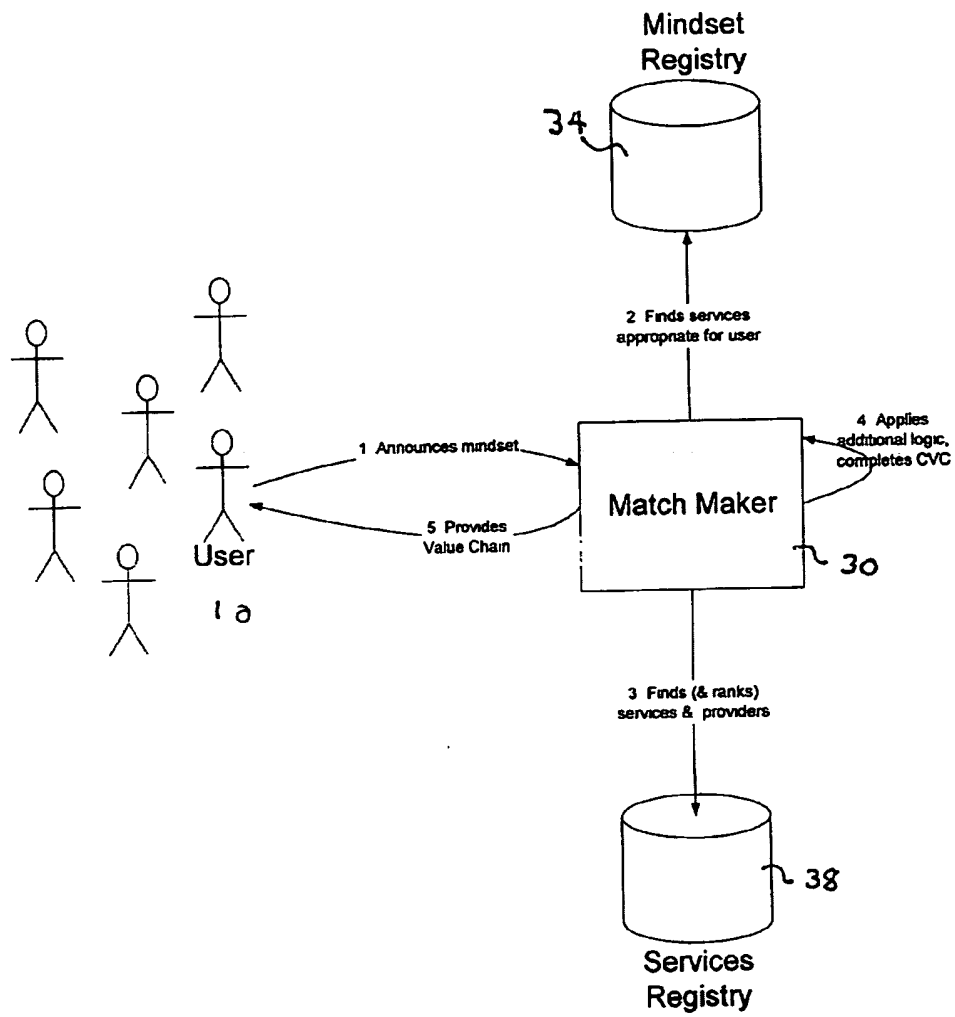 Mindset
Registry
34
2 Finds services
appropriate for user
4 Applies
additional logic,
completes CVC
1 Announces mindset
Match Maker
5 Provides
Value Chain
User
30
10
3 Finds (& ranks)
services & providers
38
Services
Registry